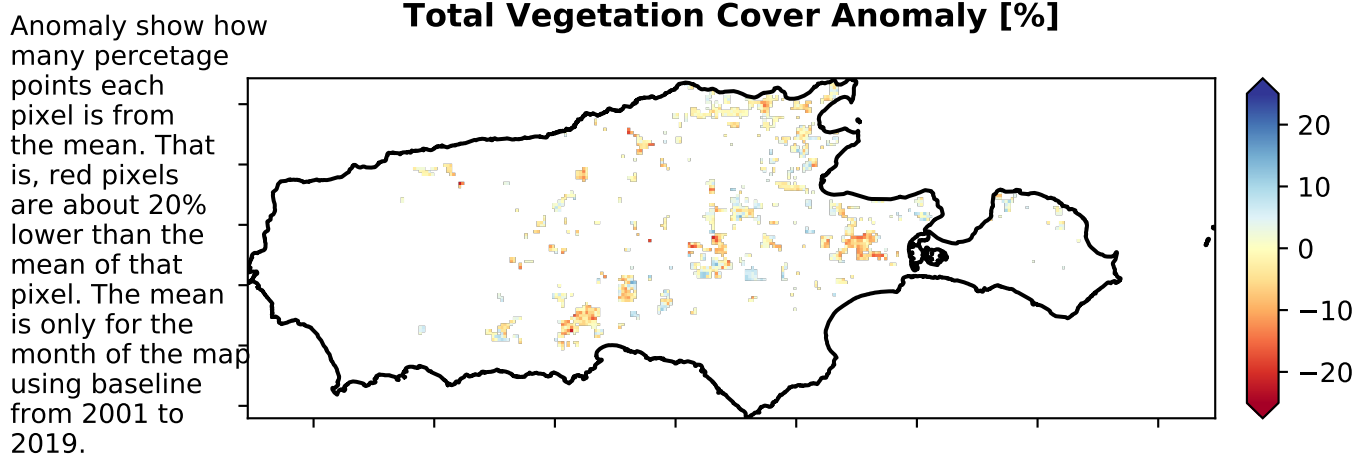 Total Vegetation Cover Anomaly [%]
Anomaly show how
many percetage
points each
pixel is from
the mean. That
is, red pixels
are about 20%
lower than the
mean of that
pixel. The mean
is only for the
month of the map
using baseline
from 2001 to
2019.
20
10
0
−10
−20